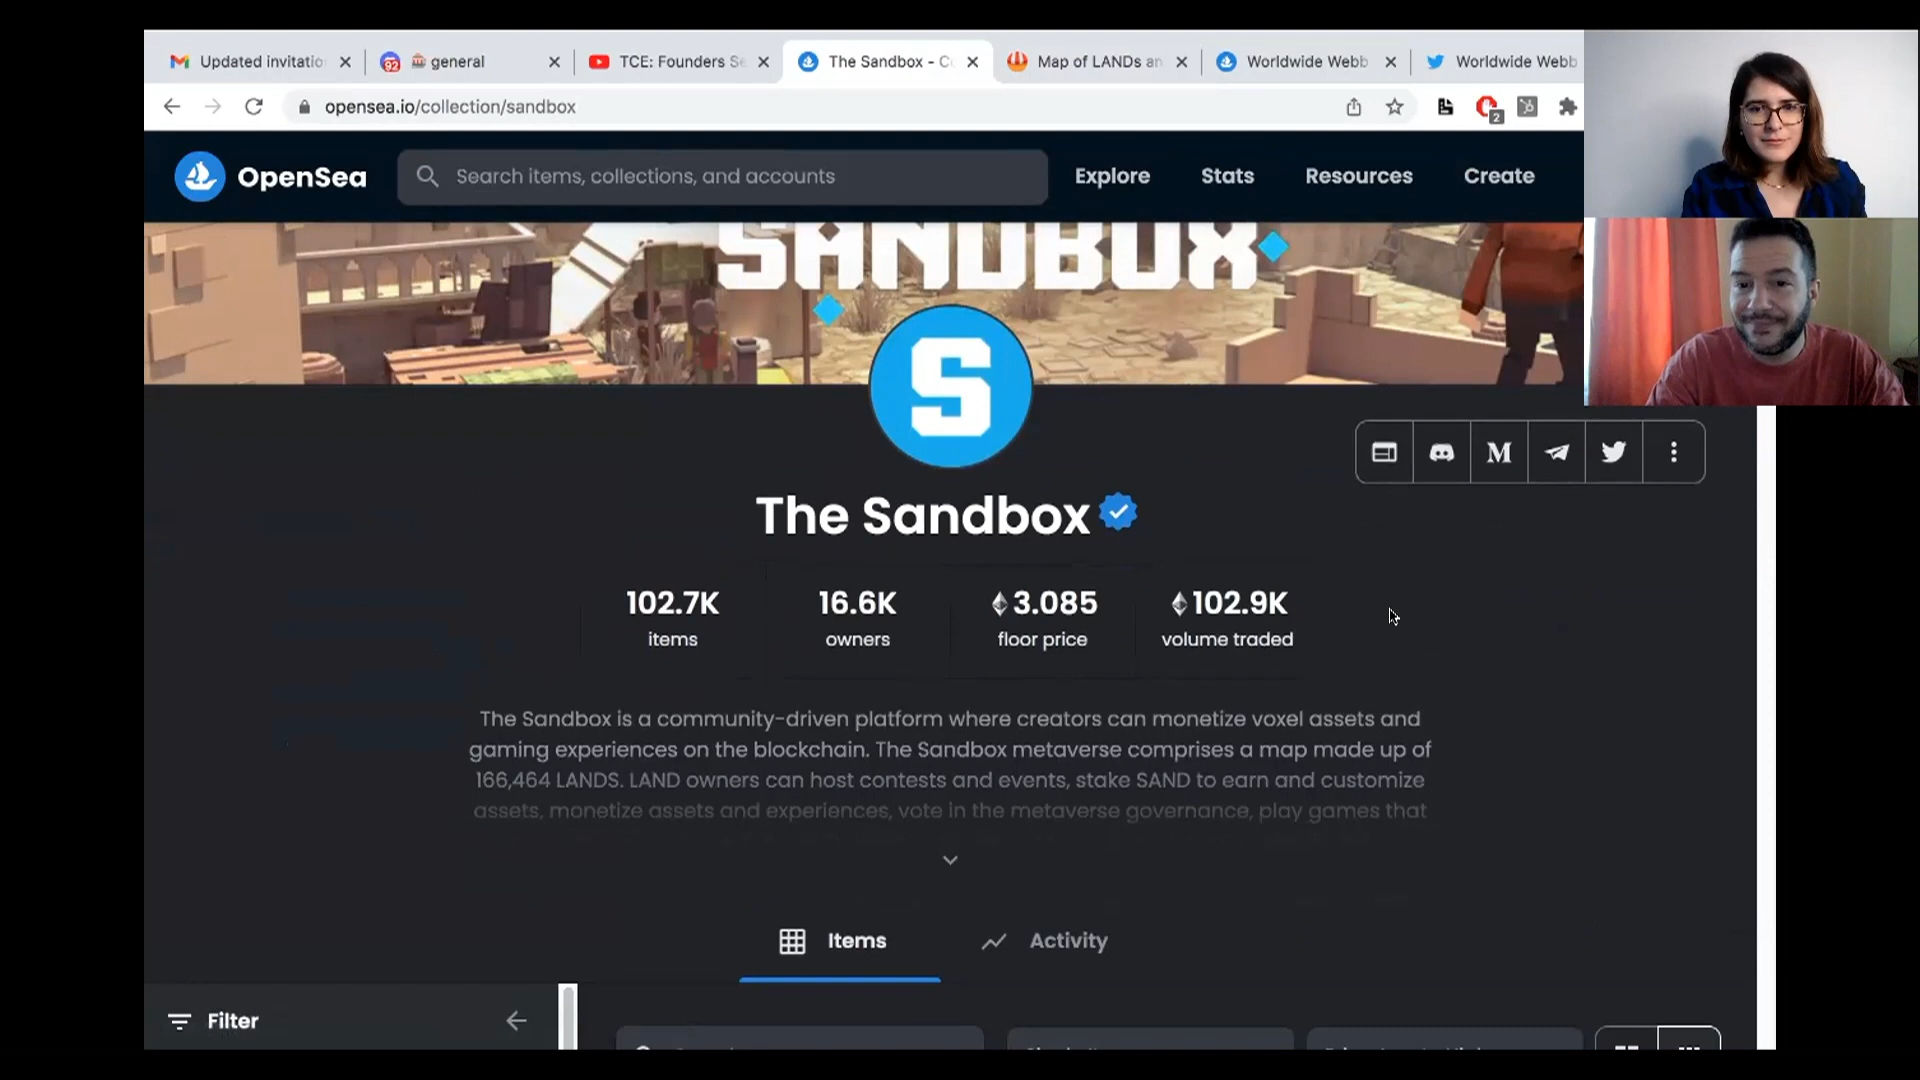 Updated invitatio
92
general
TCE: Founders Se
The Sandbox - C
Map of LANDs an
Worldwide Webb
Worldwide Webb
opensea.io/collection/sandbox
2
OpenSea
Search items, collections, and accounts
Explore
Stats
Resources
Create
SANDBOX
S
M
The Sandbox
102.7K
items
16.6K
owners
3.085
floor price
102.9K
volume traded
The Sandbox is a community-driven platform where creators can monetize voxel assets and
gaming experiences on the blockchain. The Sandbox metaverse comprises a map made up of
166,464 LANDS. LAND owners can host contests and events, stake SAND to earn and customize
assets, monetize assets and experiences, vote in the metaverse governance, play games that
Items
Activity
Filter